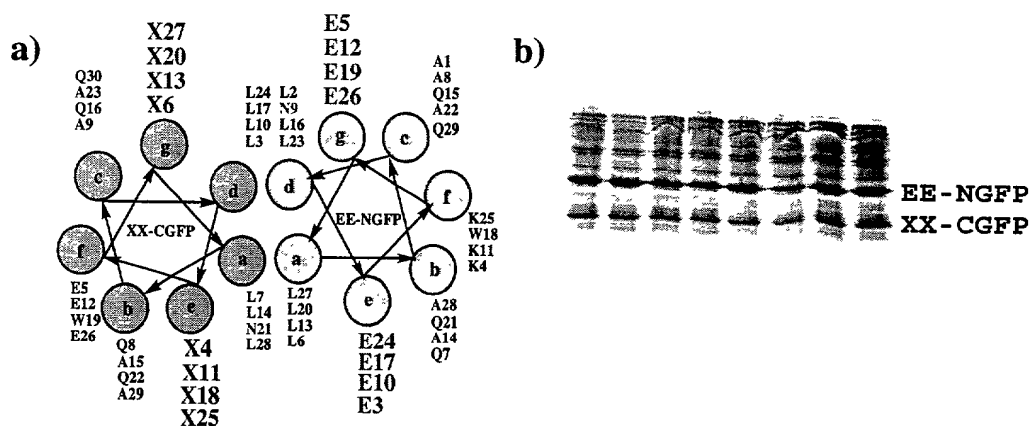 a)
X27
X20
X13
X6
Q30
A23
Q16
A9
g
c
d
XX-CGFP
f
a
b
e
E5
E12
W19
E26
Q8
A15
Q22
A29
X4
X11
X18
X25
L7
L14
N21
L28
E5
E12
E19
E26
L24 L2
L17 N9
L10 L16
L3 L23
A1
A8
Q15
A22
Q29
g
c
d
f
EE-NGFP
a
b
e
K25
W18
K11
K4
L27
L20
L13
L6
A28
Q21
A14
Q7
E24
E17
E10
E3
b)
EE-NGFP
XX-CGFP